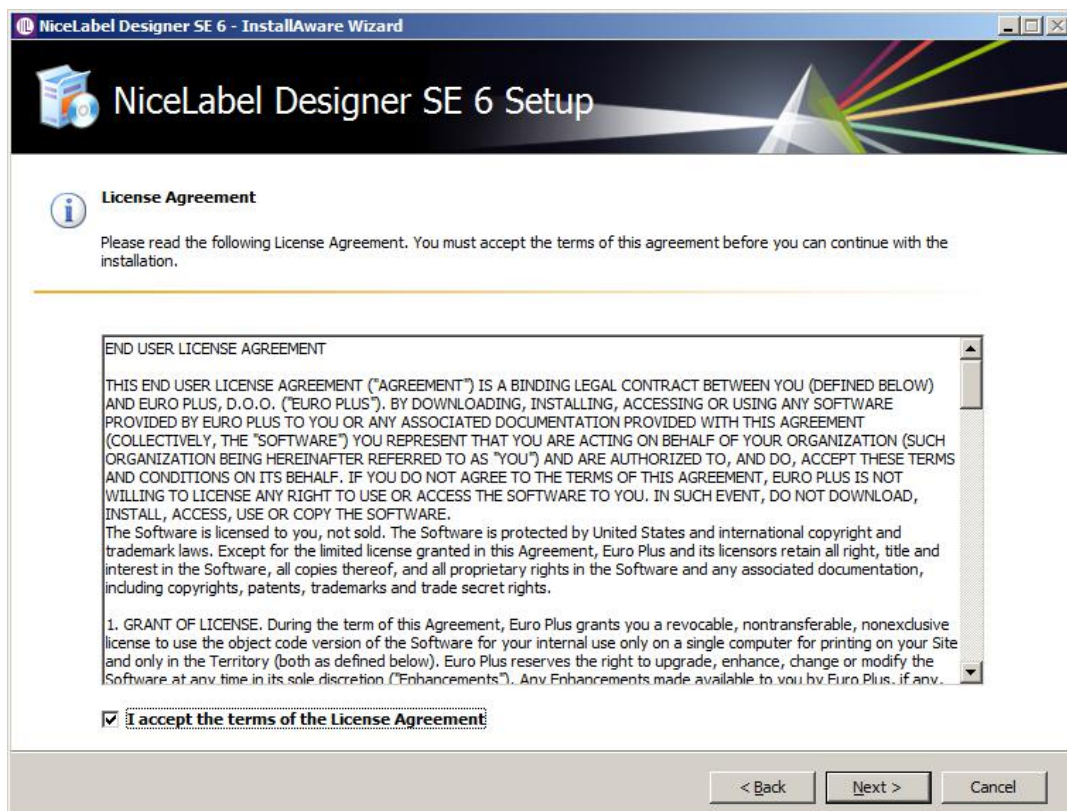 NiceLabel Designer SE 6 - InstallAware Wizard
NiceLabel Designer SE 6 Setup
License Agreement
Please read the following License Agreement. You must accept the terms of this agreement before you can continue with the
installation.
END USER LICENSE AGREEMENT
THIS END USER LICENSE AGREEMENT ("AGREEMENT") IS A BINDING LEGAL CONTRACT BETWEEN YOU (DEFINED BELOW)
AND EURO PLUS, D.O.O. ("EURO PLUS"). BY DOWNLOADING, INSTALLING, ACCESSING OR USING ANY SOFTWARE
PROVIDED BY EURO PLUS TO YOU OR ANY ASSOCIATED DOCUMENTATION PROVIDED WITH THIS AGREEMENT
(COLLECTIVELY, THE "SOFTWARE") YOU REPRESENT THAT YOU ARE ACTING ON BEHALF OF YOUR ORGANIZATION (SUCH
ORGANIZATION BEING HEREINAFTER REFERRED TO AS "YOU") AND ARE AUTHORIZED TO, AND DO, ACCEPT THESE TERMS
AND CONDITIONS ON ITS BEHALF. IF YOU DO NOT AGREE TO THE TERMS OF THIS AGREEMENT, EURO PLUS IS NOT
WILLING TO LICENSE ANY RIGHT TO USE OR ACCESS THE SOFTWARE TO YOU. IN SUCH EVENT, DO NOT DOWNLOAD,
INSTALL, ACCESS, USE OR COPY THE SOFTWARE.
The Software is licensed to you, not sold. The Software is protected by United States and international copyright and
trademark laws. Except for the limited license granted in this Agreement, Euro Plus and its licensors retain all right, title and
interest in the Software, all copies thereof, and all proprietary rights in the Software and any associated documentation,
including copyrights, patents, trademarks and trade secret rights.
1. GRANT OF LICENSE. During the term of this Agreement, Euro Plus grants you a revocable, nontransferable, nonexclusive
license to use the object code version of the Software for your internal use only on a single computer for printing on your Site
and only in the Territory (both as defined below). Euro Plus reserves the right to upgrade, enhance, change or modify the
Software at any time in its sole discretion ("Enhancements"). Any Enhancements made available to you by Euro Plus, if any,
I accept the terms of the License Agreement
< Back
Next >
Cancel